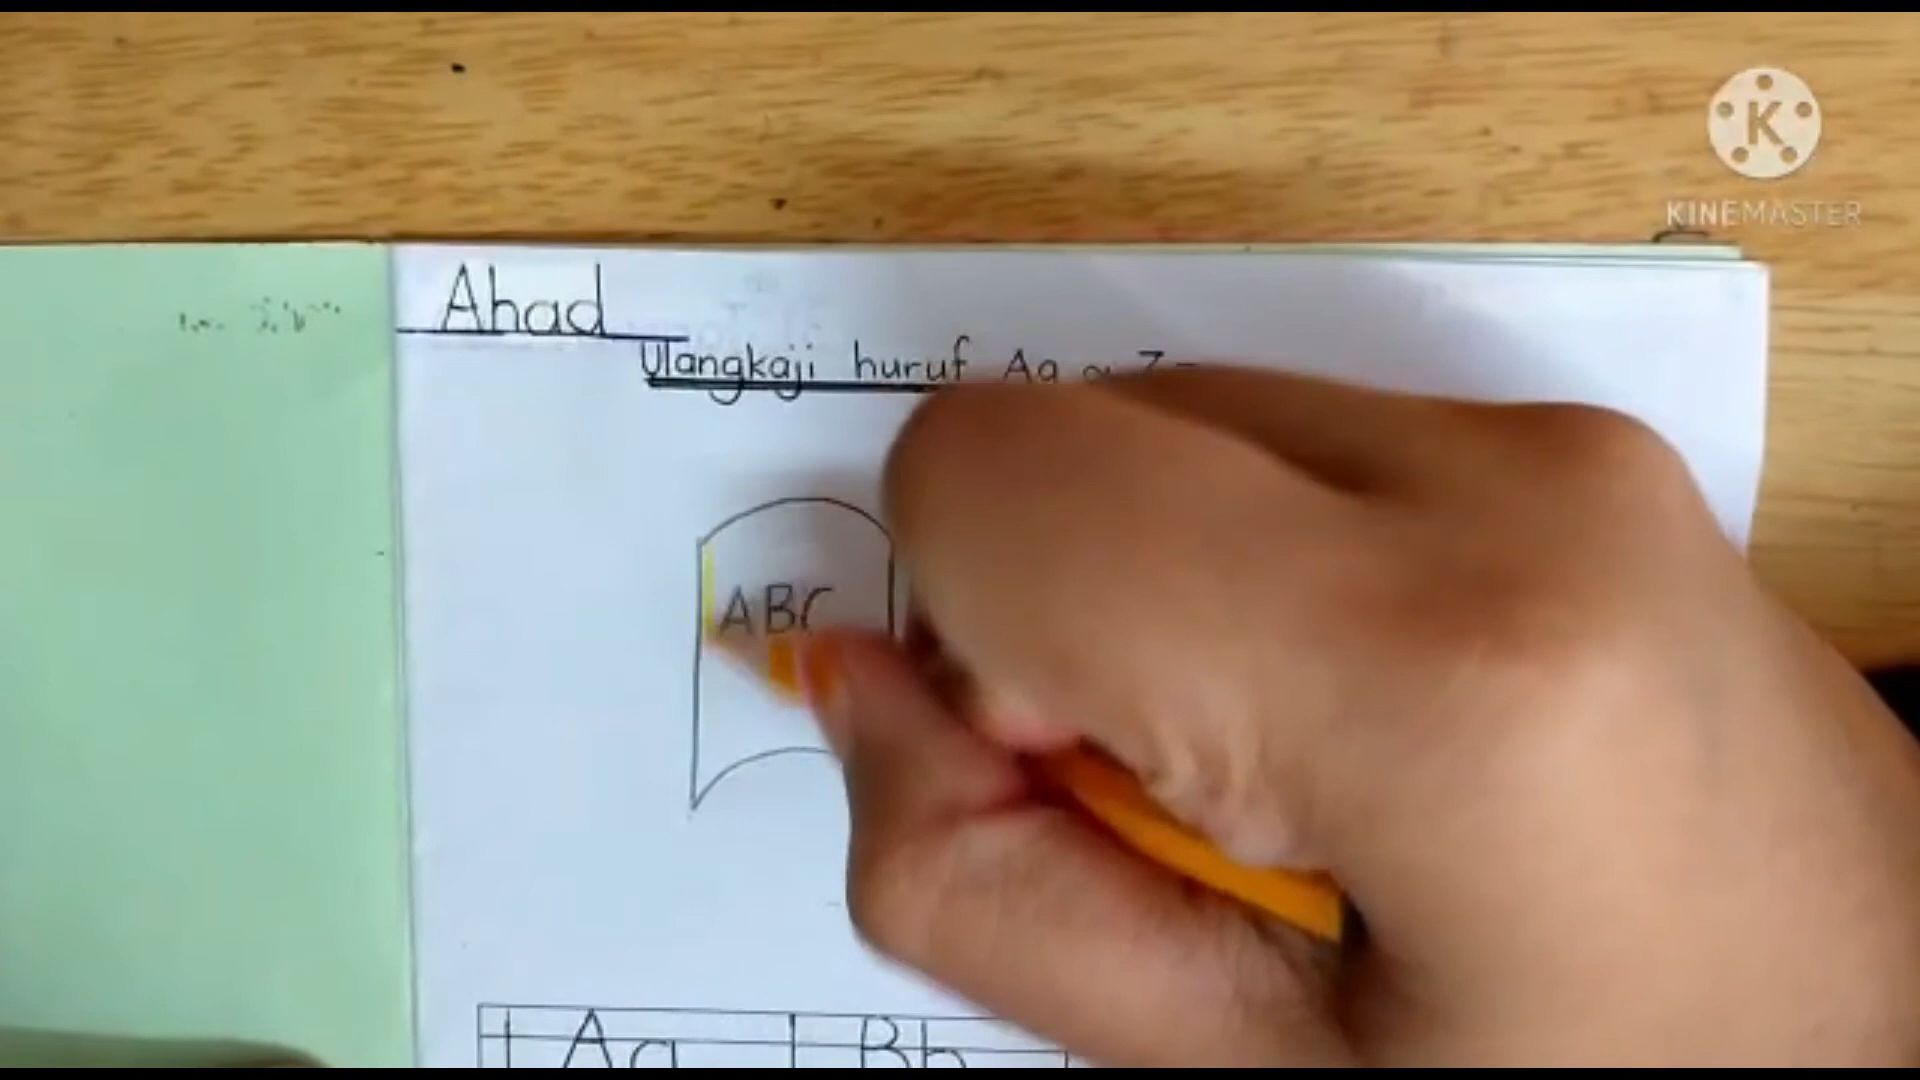 K
KINEMASTER
Ahad
Ulangkaji huruf Aa
ABC
Aa Bb